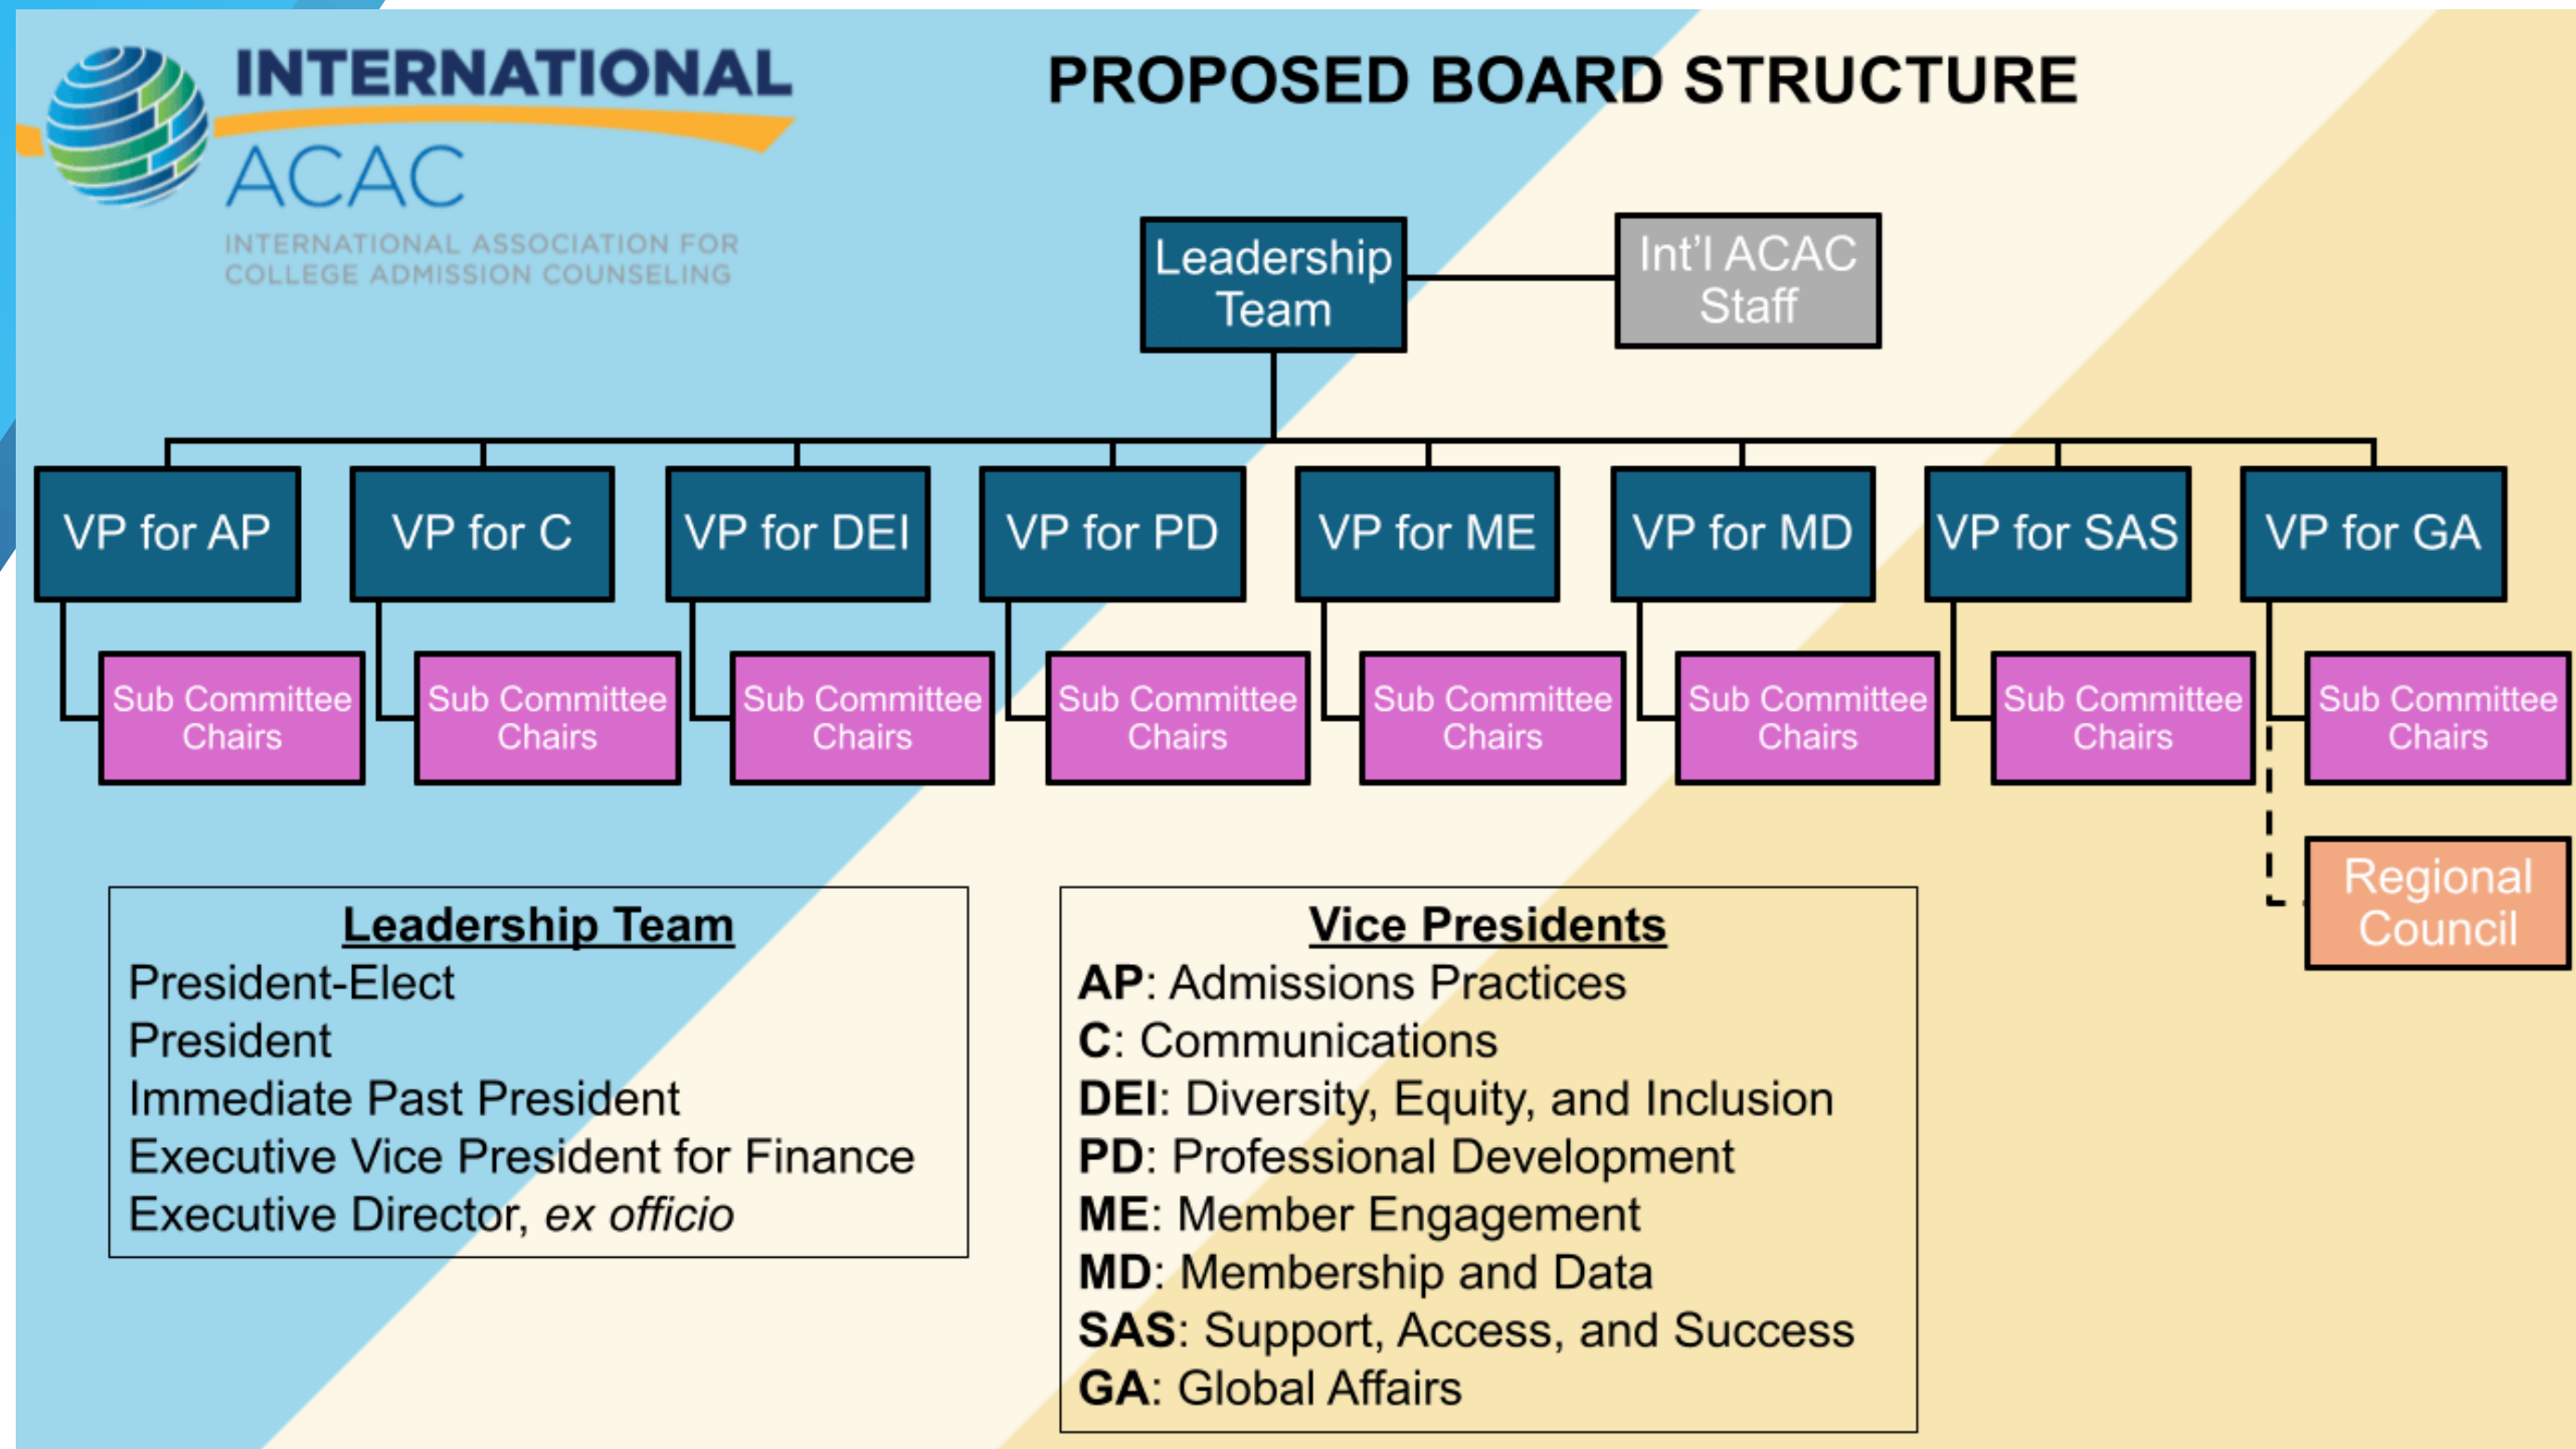 INTERNATIONAL
ACAC
INTERNATIONAL ASSOCIATION FOR
COLLEGE ADMISSION COUNSELING
PROPOSED BOARD STRUCTURE
Leadership
Team
Int'l ACAC
Staff
VP for AP
VP for C
VP for DEI
VP for PD
VP for ME
VP for MD
VP for SAS
VP for GA
Sub Committee
Chairs
Sub Committee
Chairs
Sub Committee
Chairs
Sub Committee
Chairs
Sub Committee
Chairs
Sub Committee
Chairs
Sub Committee
Chairs
Sub Committee
Chairs
Regional
Council
Leadership Team
President-Elect
President
Immediate Past President
Executive Vice President for Finance
Executive Director, ex officio
Vice Presidents
AP: Admissions Practices
C: Communications
DEI: Diversity, Equity, and Inclusion
PD: Professional Development
ME: Member Engagement
MD: Membership and Data
SAS: Support, Access, and Success
GA: Global Affairs